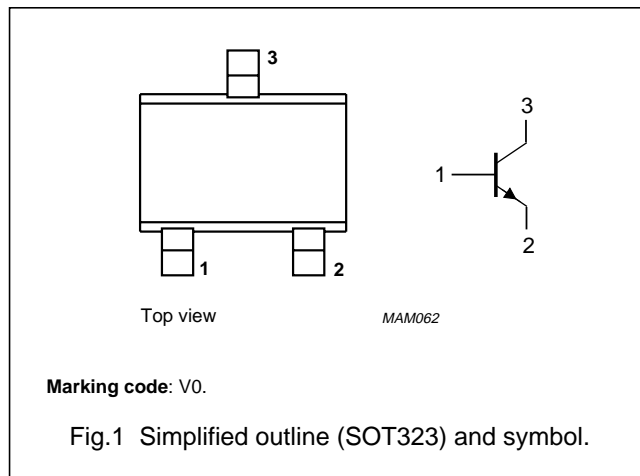 3
3
1
1
2
2
Top view
MAM062
Marking code: V0.
Fig.1 Simplified outline (SOT323) and symbol.